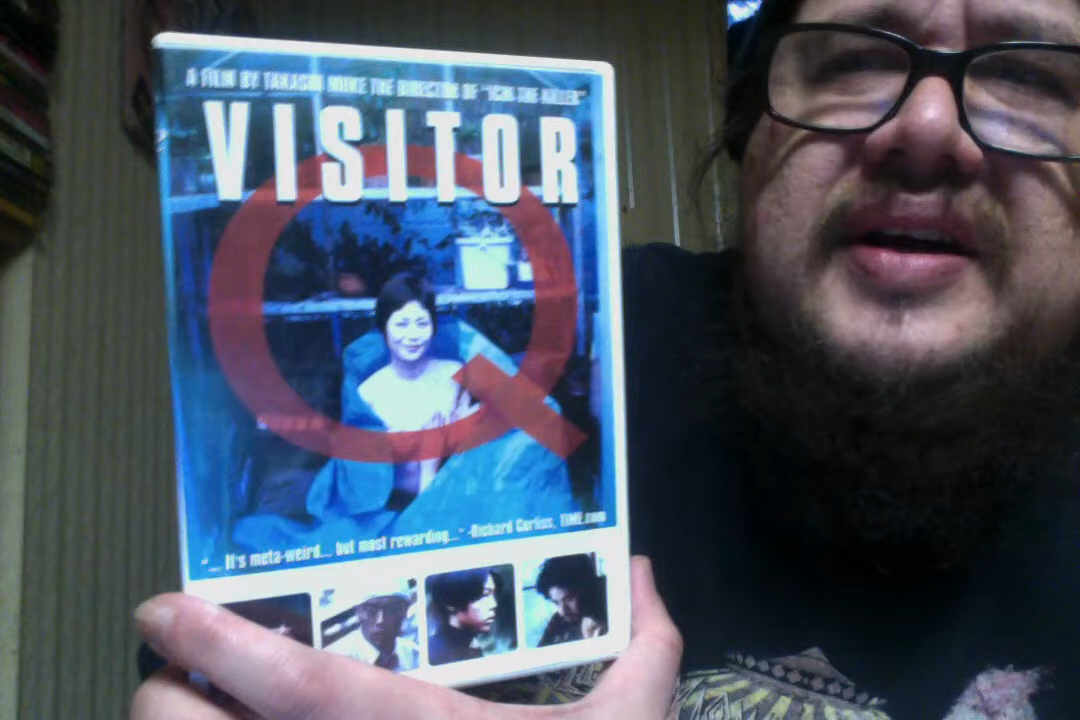 A FILM BY TAKASHI MIIKE THE DIRECTOR OF "ICHI THE KILLER"
VISITOR
Q
"... It's meta-weird... but most rewarding..." -Richard Corliss, TIME.com